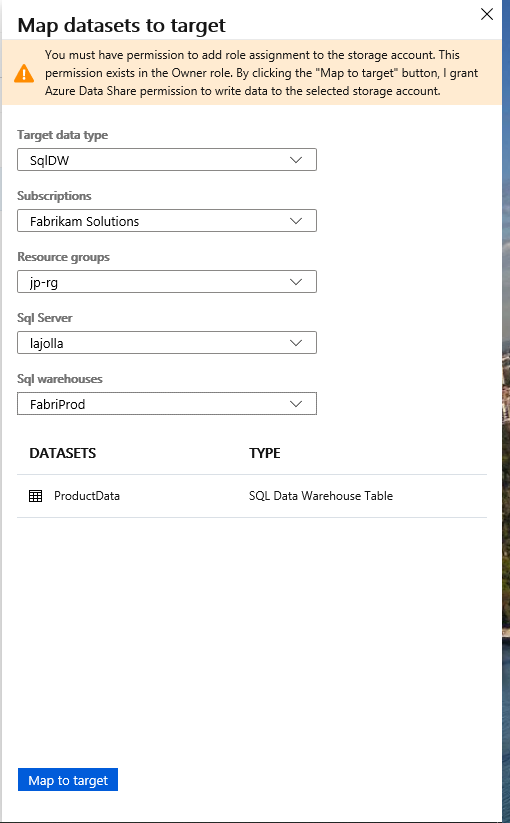 Map datasets to target
You must have permission to add role assignment to the storage account. This
permission exists in the Owner role. By clicking the "Map to target" button, I grant
Azure Data Share permission to write data to the selected storage account.
Target data type
SqlDW
Subscriptions
Fabrikam Solutions
Resource groups
jp-rg
Sql Server
lajolla
Sql warehouses
FabriProd
DATASETS TYPE
ProductData SQL Data Warehouse Table
Map to target